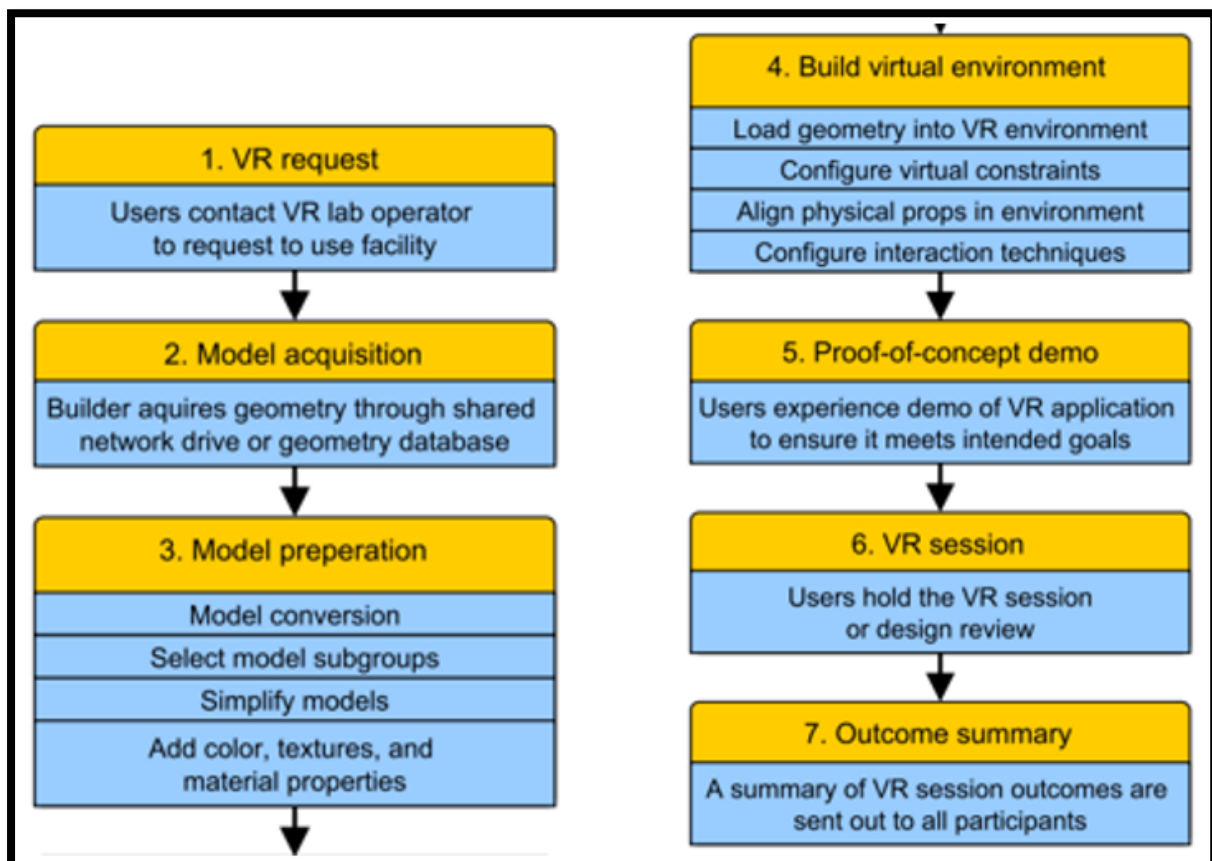 1. VR request
Users contact VR lab operator
to request to use facility
2. Model acquisition
Builder aquires geometry through shared
network drive or geometry database
3. Model preperation
Model conversion
Select model subgroups
Simplify models
Add color, textures, and
material properties
4. Build virtual environment
Load geometry into VR environment
Configure virtual constraints
Align physical props in environment
Configure interaction techniques
5. Proof-of-concept demo
Users experience demo of VR application
to ensure it meets intended goals
6. VR session
Users hold the VR session
or design review
7. Outcome summary
A summary of VR session outcomes are
sent out to all participants